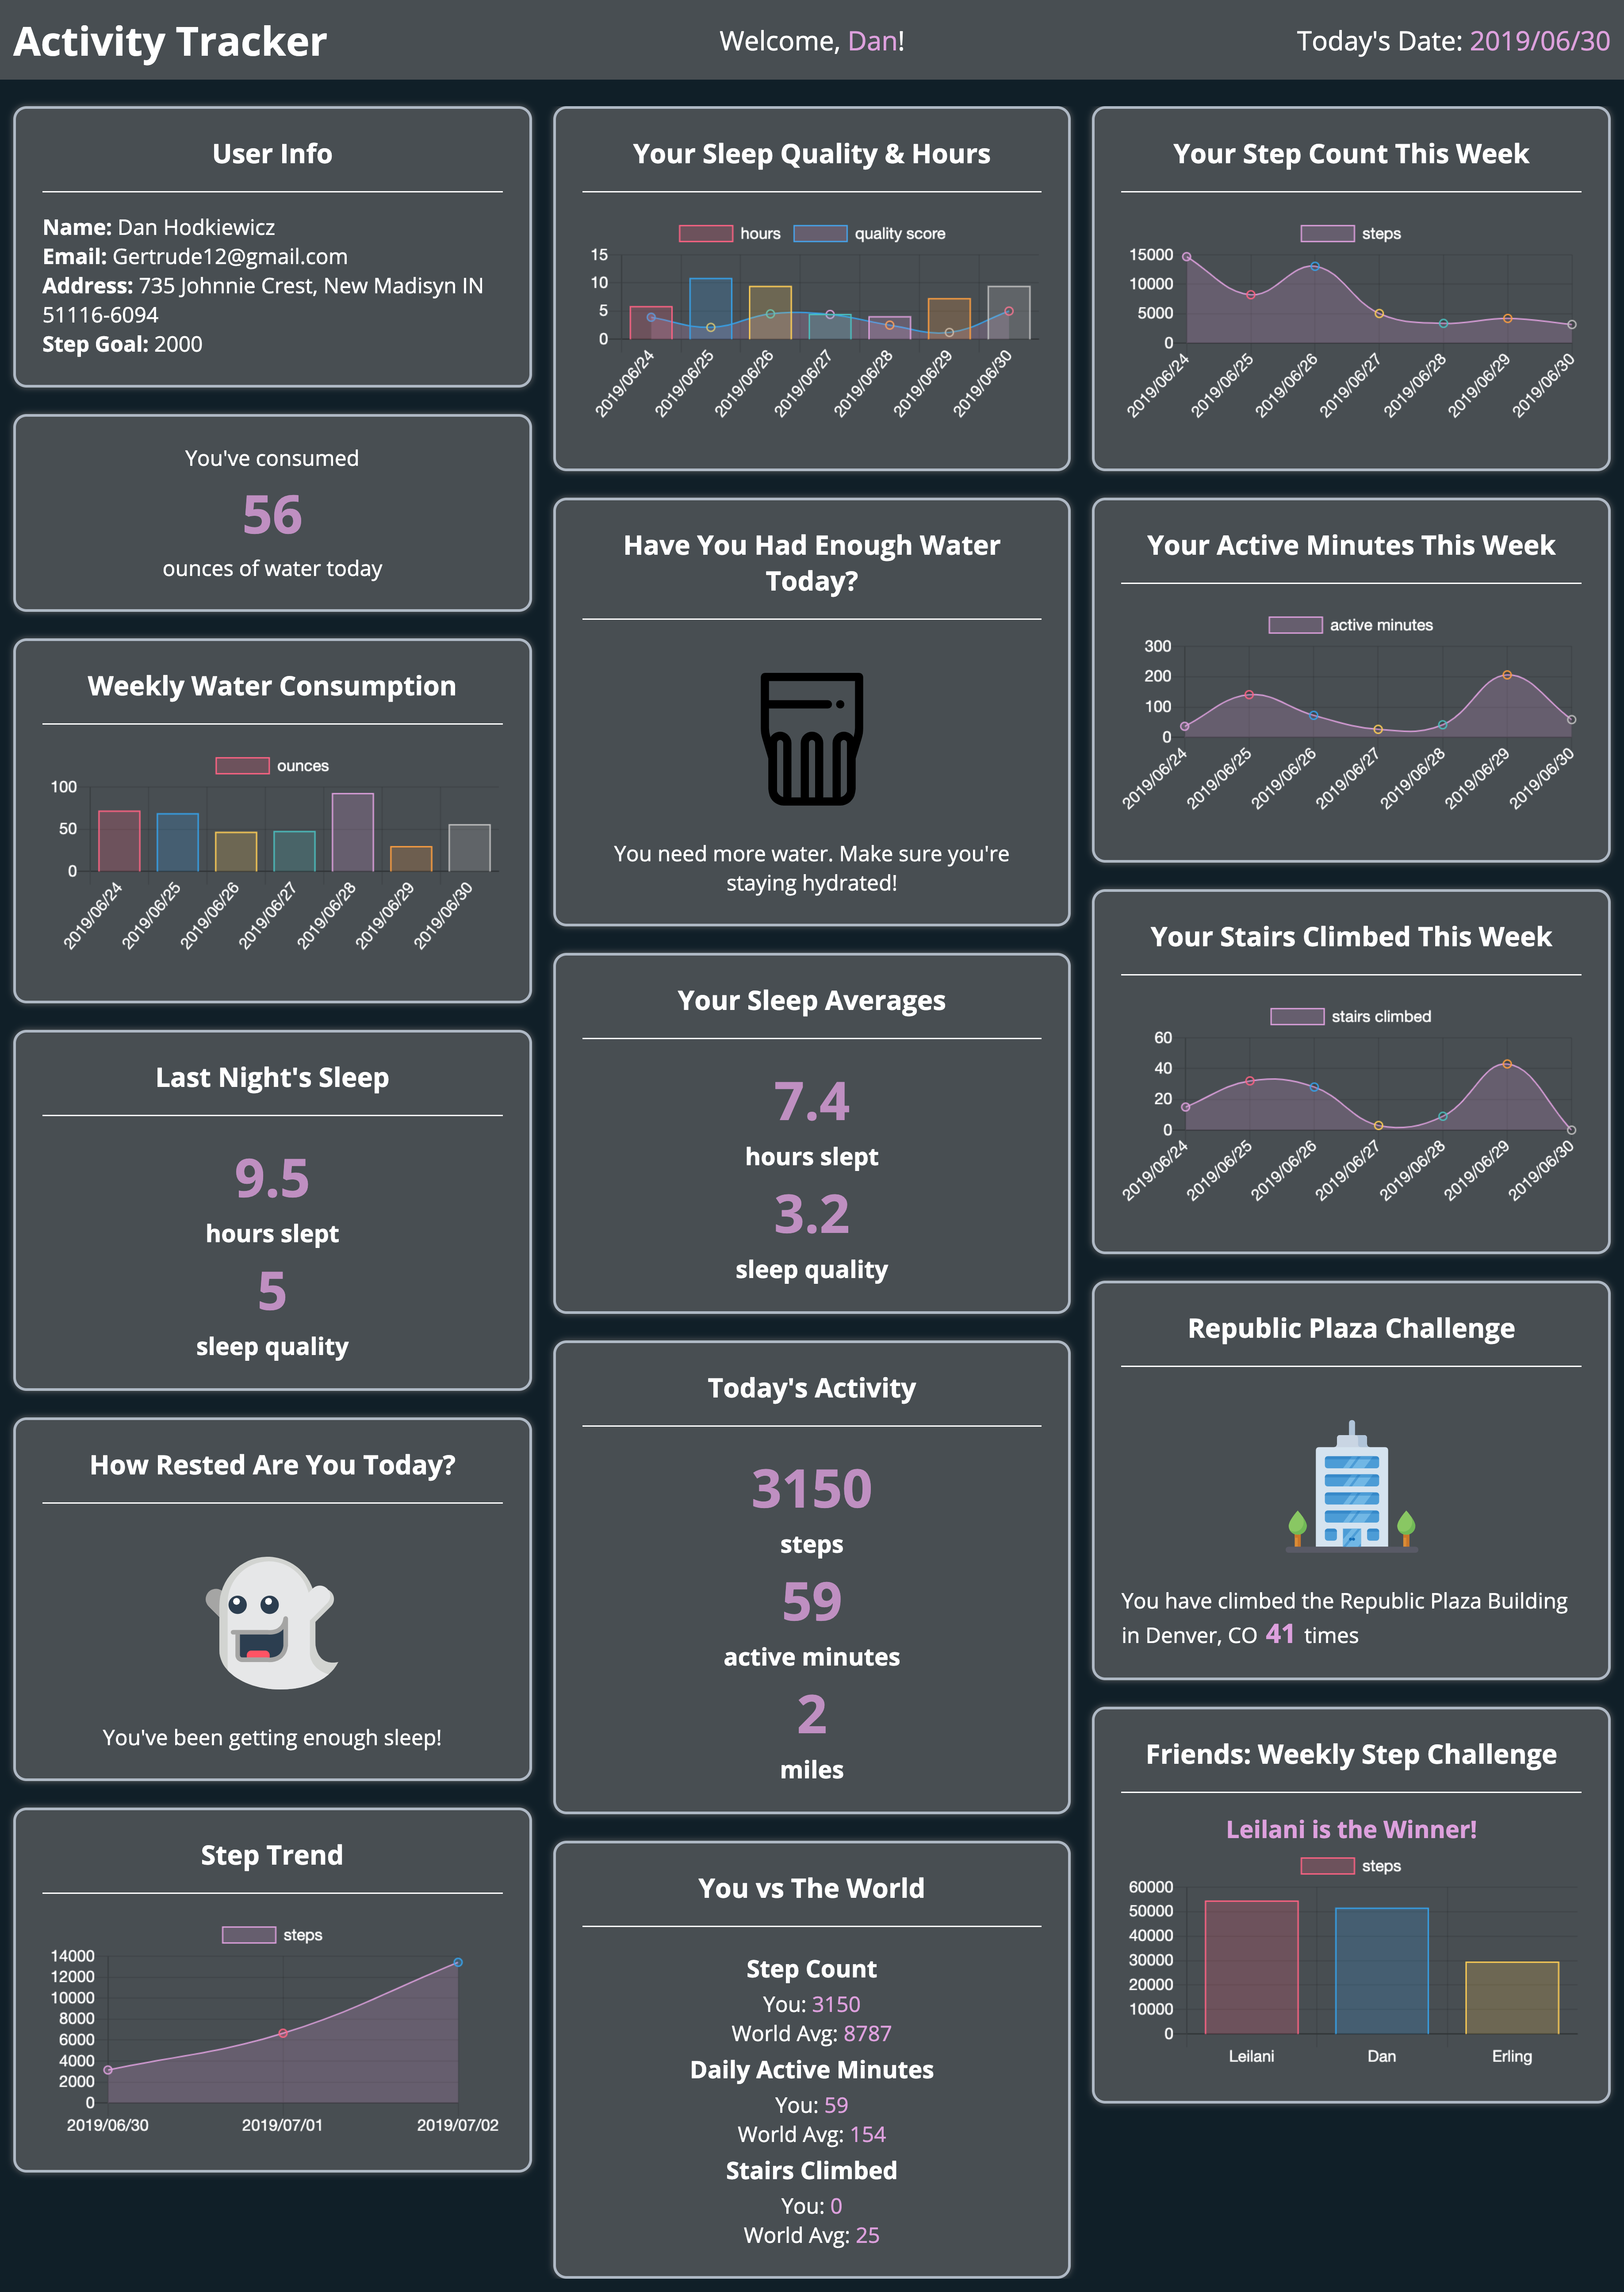 Activity Tracker
Welcome, Dan!
Today's Date: 2019/06/30
User Info
Name: Dan Hodkiewicz
Email: Gertrude12@gmail.com
Address: 735 Johnnie Crest, New Madisyn IN
51116-6094
Step Goal: 2000
You've consumed
56
ounces of water today
Weekly Water Consumption
ounces
100
50
0
2019/06/24
2019/06/25
2019/06/26
2019/06/27
2019/06/28
2019/06/29
2019/06/30
Last Night's Sleep
9.5
hours slept
5
sleep quality
How Rested Are You Today?
You've been getting enough sleep!
Step Trend
steps
14000
12000
10000
8000
6000
4000
2000
0
2019/06/30
2019/07/01
2019/07/02
Your Sleep Quality & Hours
hours
quality score
15
10
5
0
2019/06/24
2019/06/25
2019/06/26
2019/06/27
2019/06/28
2019/06/29
2019/06/30
Have You Had Enough Water
Today?
You need more water. Make sure you're
staying hydrated!
Your Sleep Averages
7.4
hours slept
3.2
sleep quality
Today's Activity
3150
steps
59
active minutes
2
miles
You vs The World
Step Count
You: 3150
World Avg: 8787
Daily Active Minutes
You: 59
World Avg: 154
Stairs Climbed
You: 0
World Avg: 25
Your Step Count This Week
steps
15000
10000
5000
0
2019/06/24
2019/06/25
2019/06/26
2019/06/27
2019/06/28
2019/06/29
2019/06/30
Your Active Minutes This Week
active minutes
300
200
100
0
2019/06/24
2019/06/25
2019/06/26
2019/06/27
2019/06/28
2019/06/29
2019/06/30
Your Stairs Climbed This Week
stairs climbed
60
40
20
0
2019/06/24
2019/06/25
2019/06/26
2019/06/27
2019/06/28
2019/06/29
2019/06/30
Republic Plaza Challenge
You have climbed the Republic Plaza Building
in Denver, CO 41 times
Friends: Weekly Step Challenge
Leilani is the Winner!
steps
60000
50000
40000
30000
20000
10000
0
Leilani
Dan
Erling